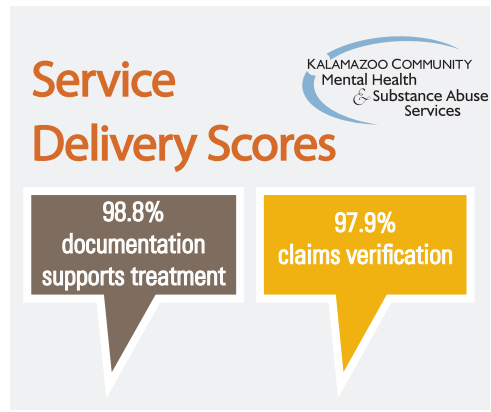 Service
Delivery Scores
KALAMAZOO COMMUNITY
Mental Health
& Substance Abuse
Services
98.8%
documentation
supports treatment
97.9%
claims verification